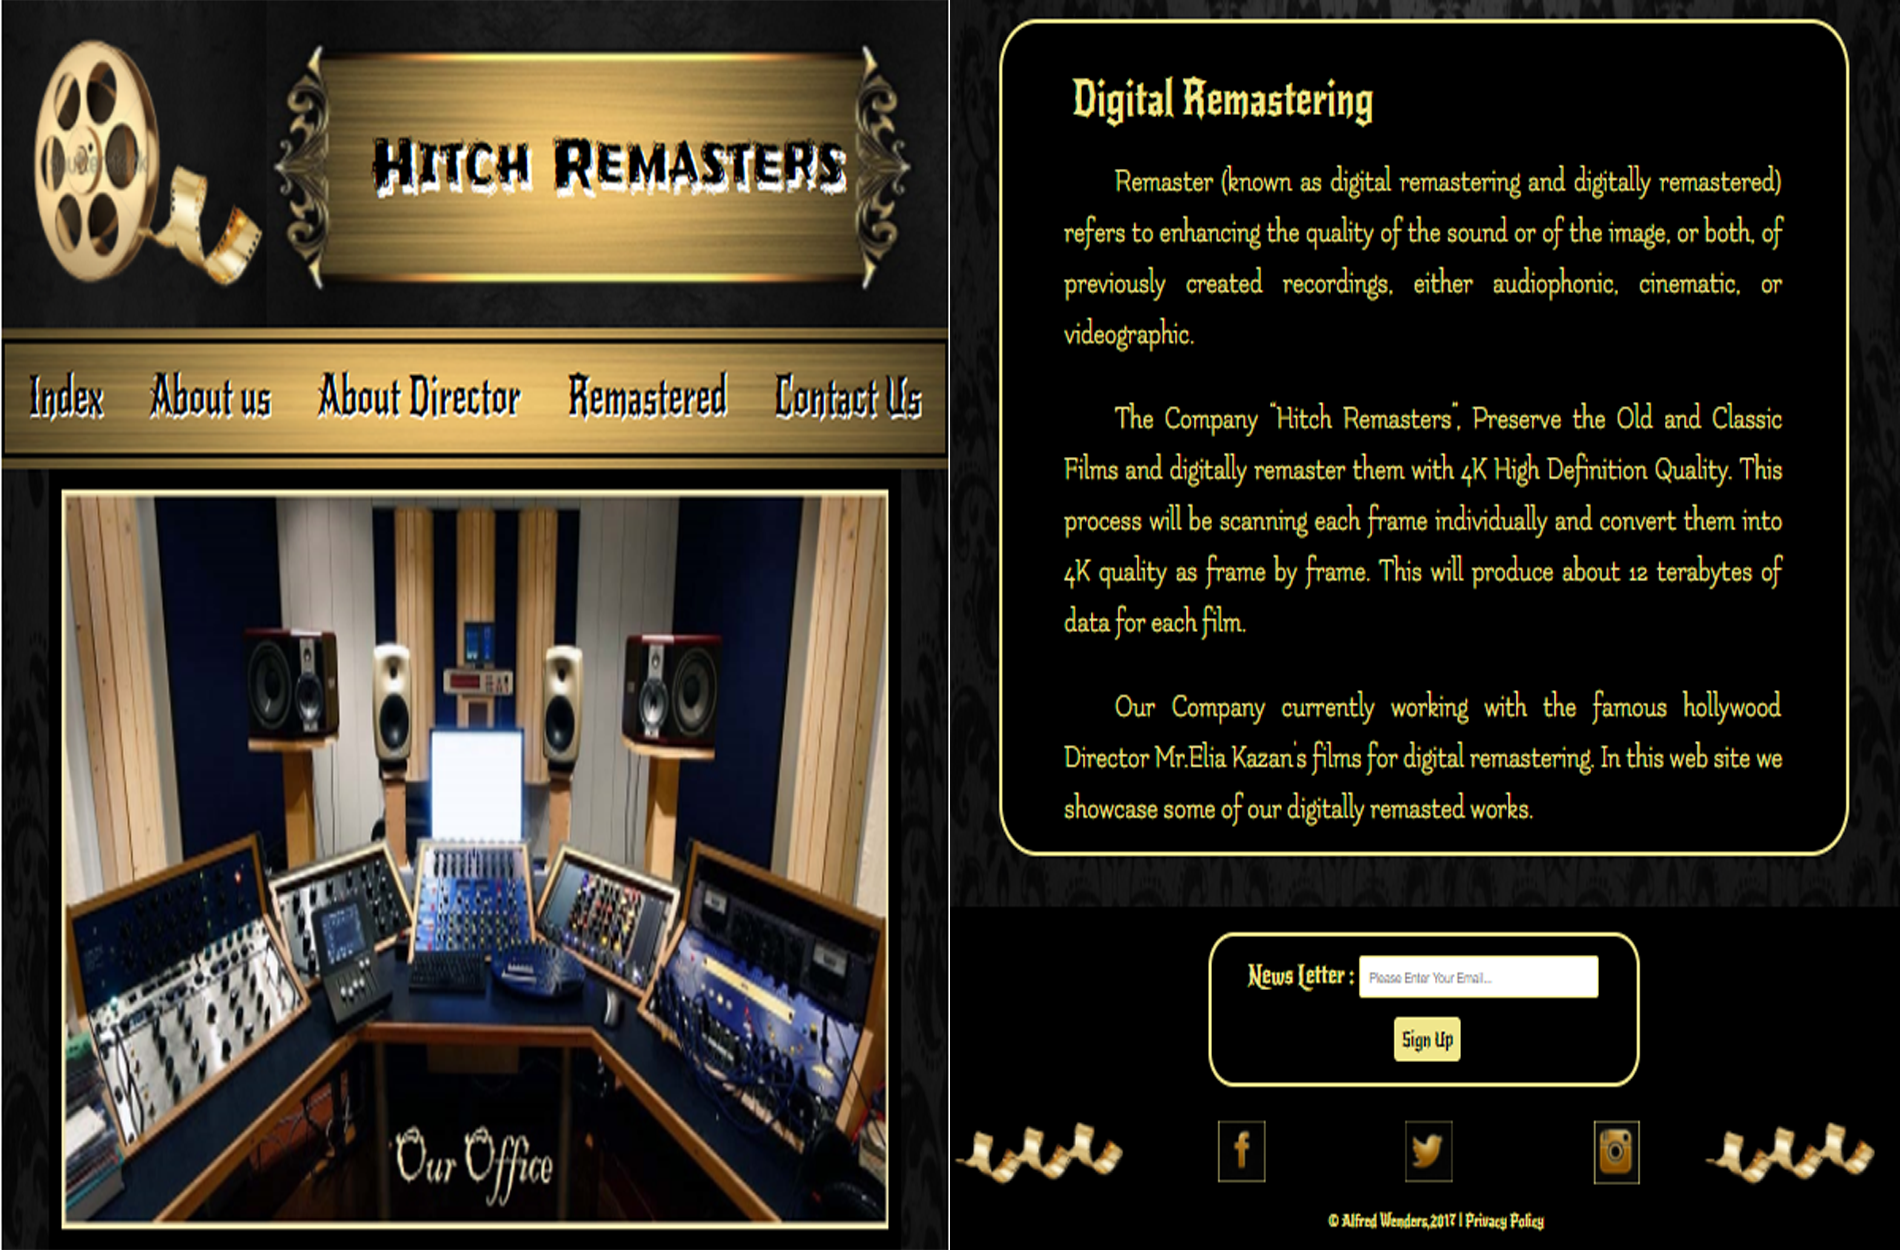 Hitch Remasters
Index About us About Director Remastered Contact Us
Our Office
Digital Remastering
Remaster (known as digital remastering and digitally remastered)
refers to enhancing the quality of the sound or of the image, or both, of
previously created recordings, either audiophonic, cinematic, or
videographic.
The Company “Hitch Remasters”, Preserve the Old and Classic
Films and digitally remaster them with 4K High Definition Quality. This
process will be scanning each frame individually and convert them into
4K quality as frame by frame. This will produce about 12 terabytes of
data for each film.
Our Company currently working with the famous hollywood
Director Mr.Elia Kazan's films for digital remastering. In this web site we
showcase some of our digitally remasted works.
News Letter : Please Enter Your Email...
Sign Up
© Alfred Wenders,2017 | Privacy Policy